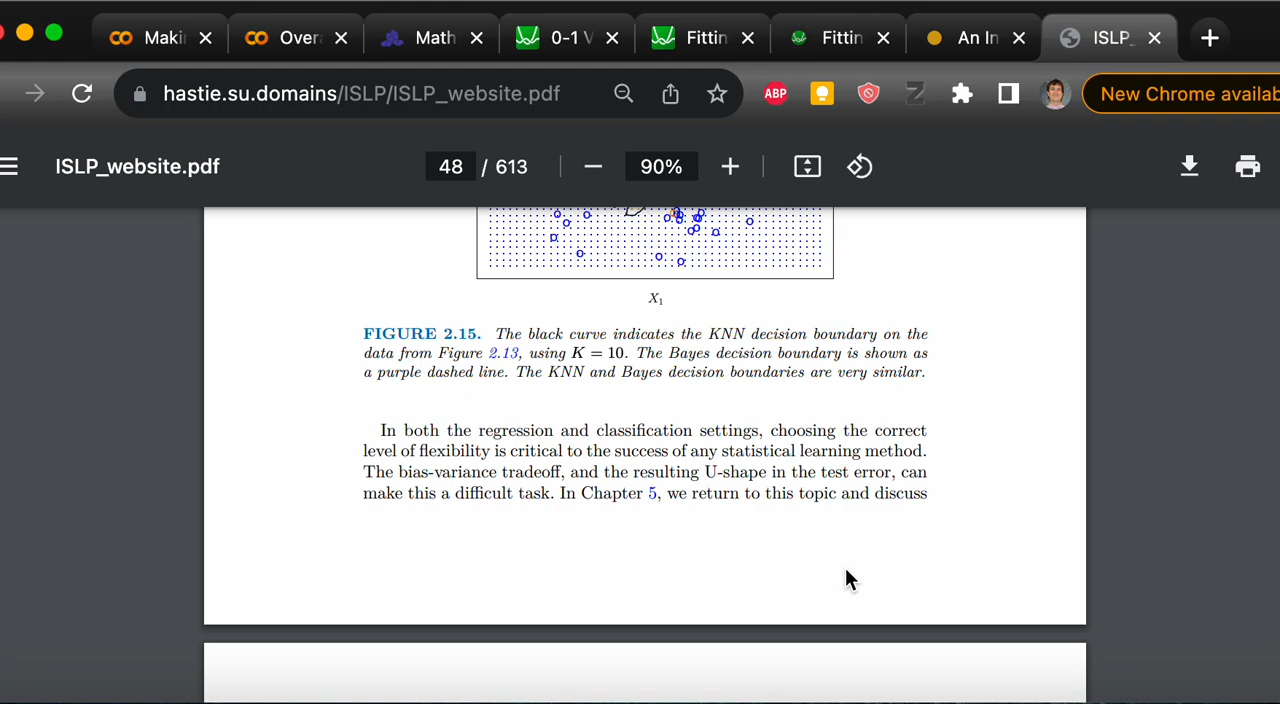 Maki
Over
Math
0-1 V
Fittin
Fittin
An In
ISLP_
hastie.su.domains/ISLP/ISLP_website.pdf
ABP
New Chrome availab
ISLP_website.pdf
48 / 613
90%
X1
FIGURE 2.15. The black curve indicates the KNN decision boundary on the
data from Figure 2.13, using K = 10. The Bayes decision boundary is shown as
a purple dashed line. The KNN and Bayes decision boundaries are very similar.
In both the regression and classification settings, choosing the correct
level of flexibility is critical to the success of any statistical learning method.
The bias-variance tradeoff, and the resulting U-shape in the test error, can
make this a difficult task. In Chapter 5, we return to this topic and discuss